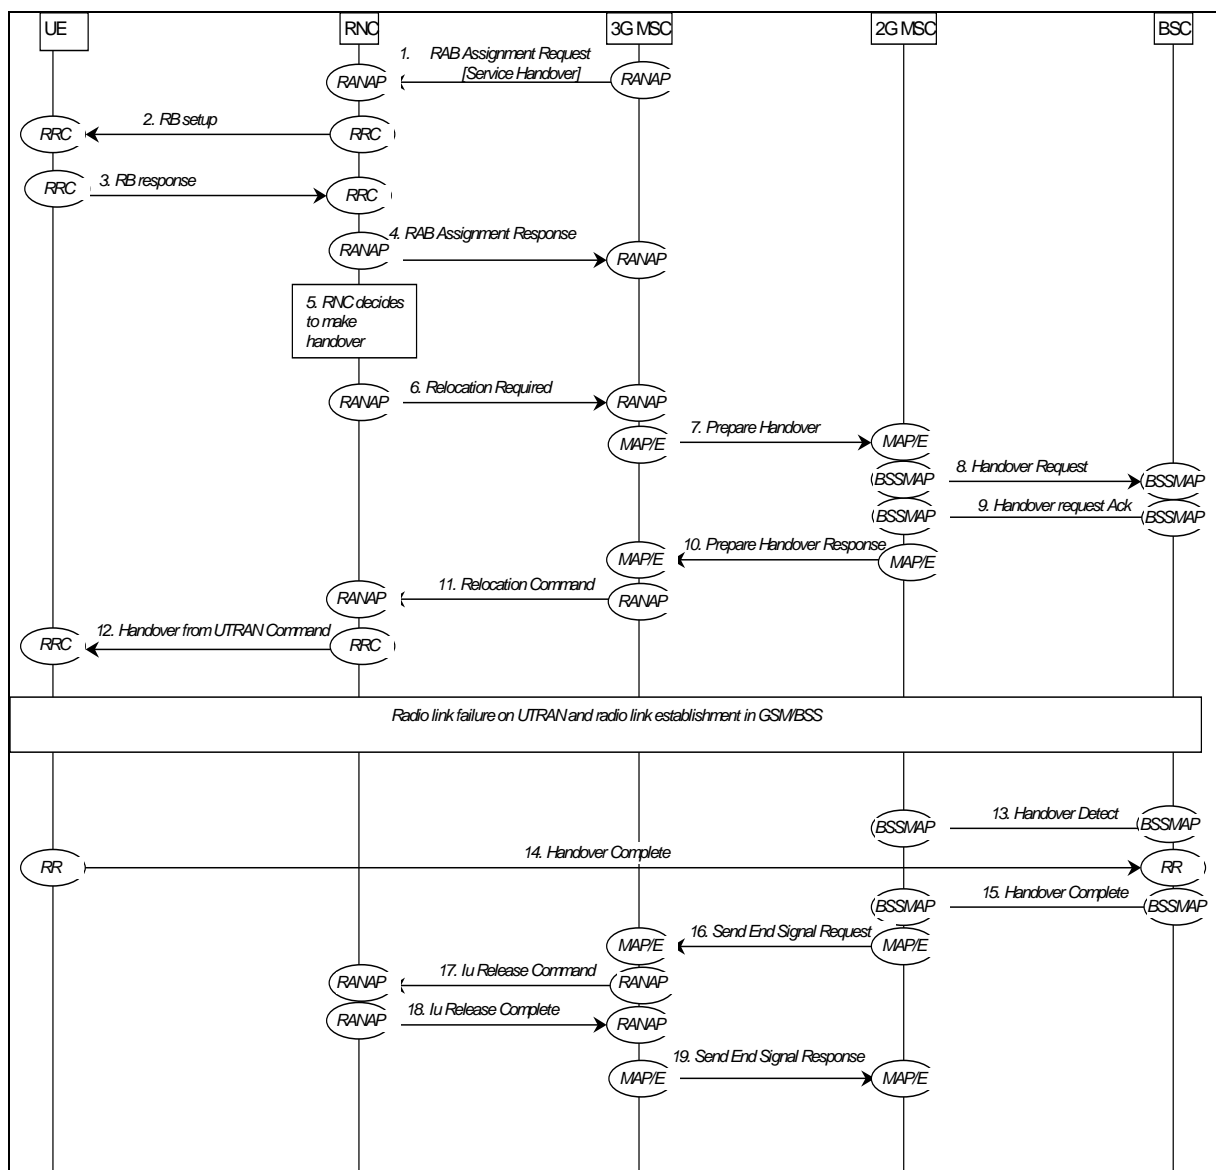 UE RNC 3G MSC 2G MSC BSC
1. RAB Assignment Request
[Service Handover]
RANAP RANAP
2. RB setup
RRC RRC
3. RB response
RRC RRC
4. RAB Assignment Response
RANAP RANAP
5. RNC decides
to make
handover
6. Relocation Required
RANAP RANAP
7. Prepare Handover
MAP/E MAP/E
8. Handover Request
BSSMAP BSSMAP
9. Handover request Ack
BSSMAP BSSMAP
10. Prepare Handover Response
MAP/E MAP/E
11. Relocation Command
RANAP RANAP
12. Handover from UTRAN Command
RRC RRC
Radio link failure on UTRAN and radio link establishment in GSM/BSS
13. Handover Detect
BSSMAP BSSMAP
14. Handover Complete
RR RR
15. Handover Complete
BSSMAP BSSMAP
16. Send End Signal Request
MAP/E MAP/E
17. Iu Release Command
RANAP RANAP
18. Iu Release Complete
RANAP RANAP
19. Send End Signal Response
MAP/E MAP/E